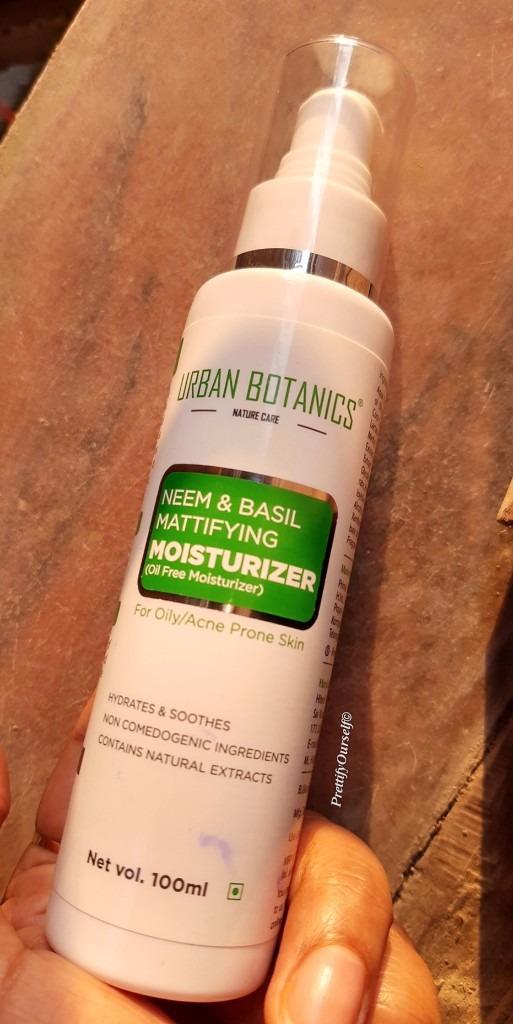 URBAN BOTANICS®
NATURE CARE
NEEM & BASIL
MATTIFYING
MOISTURIZER
(Oil Free Moisturizer)
For Oily/Acne Prone Skin
HYDRATES & SOOTHES
NON COMEDOGENIC INGREDIENTS
CONTAINS NATURAL EXTRACTS
Net vol. 100ml
PrettifyOurself©